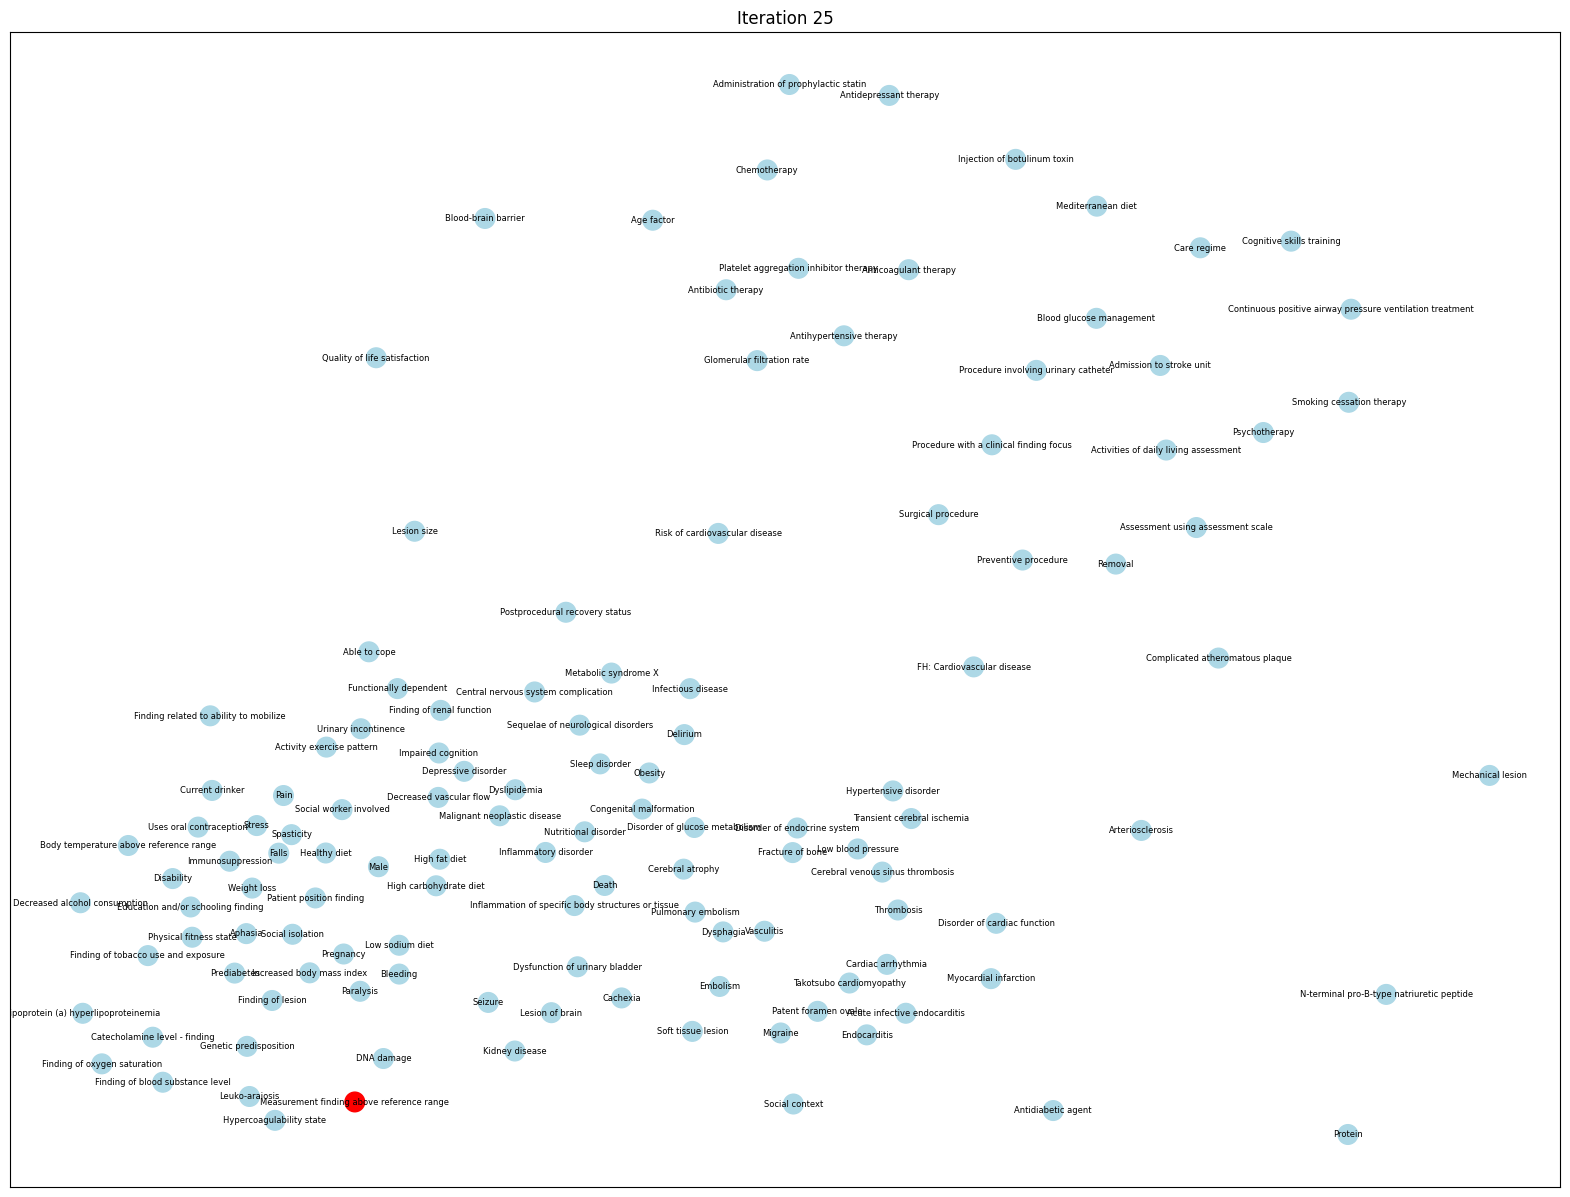 Iteration 25
Administration of prophylactic statin
Antidepressant therapy
Injection of botulinum toxin
Chemotherapy
Mediterranean diet
Blood-brain barrier
Age factor
Care regime
Cognitive skills training
Platelet aggregation inhibitor therapy
Anticoagulant therapy
Antibiotic therapy
Continuous positive airway pressure ventilation treatment
Blood glucose management
Antihypertensive therapy
Quality of life satisfaction
Glomerular filtration rate
Procedure involving urinary catheter
Admission to stroke unit
Smoking cessation therapy
Psychotherapy
Procedure with a clinical finding focus
Activities of daily living assessment
Surgical procedure
Lesion size
Risk of cardiovascular disease
Assessment using assessment scale
Preventive procedure
Removal
Postprocedural recovery status
Able to cope
Complicated atheromatous plaque
FH: Cardiovascular disease
Metabolic syndrome X
Functionally dependent
Central nervous system complication
Infectious disease
Finding of renal function
Finding related to ability to mobilize
Urinary incontinence
Sequelae of neurological disorders
Delirium
Activity exercise pattern
Impaired cognition
Sleep disorder
Depressive disorder
Obesity
Mechanical lesion
Current drinker
Pain
Dyslipidemia
Hypertensive disorder
Decreased vascular flow
Social worker involved
Congenital malformation
Malignant neoplastic disease
Transient cerebral ischemia
Uses oral contraception
Stress
Spasticity
Nutritional disorder
Disorder of glucose metabolism
Disorder of endocrine system
Arteriosclerosis
Body temperature above reference range
Immunosuppression
Falls
Healthy diet
High fat diet
Inflammatory disorder
Fracture of bone
Low blood pressure
Male
Cerebral atrophy
Cerebral venous sinus thrombosis
Disability
Weight loss
High carbohydrate diet
Death
Decreased alcohol consumption
Education and/or schooling finding
Patient position finding
Inflammation of specific body structures or tissue
Pulmonary embolism
Thrombosis
Disorder of cardiac function
Physical fitness state
Aphasia
Social isolation
Dysphagia
Vasculitis
Low sodium diet
Finding of tobacco use and exposure
Pregnancy
Prediabetes
Increased body mass index
Bleeding
Dysfunction of urinary bladder
Cardiac arrhythmia
Myocardial infarction
Paralysis
Embolism
Takotsubo cardiomyopathy
N-terminal pro-B-type natriuretic peptide
Finding of lesion
Seizure
Cachexia
poprotein (a) hyperlipoproteinemia
Lesion of brain
Patent foramen ovale
Acute infective endocarditis
Catecholamine level - finding
Soft tissue lesion
Migraine
Endocarditis
Genetic predisposition
Kidney disease
DNA damage
Finding of oxygen saturation
Finding of blood substance level
Leuko-araiosis
Measurement finding above reference range
Social context
Antidiabetic agent
Hypercoagulability state
Protein